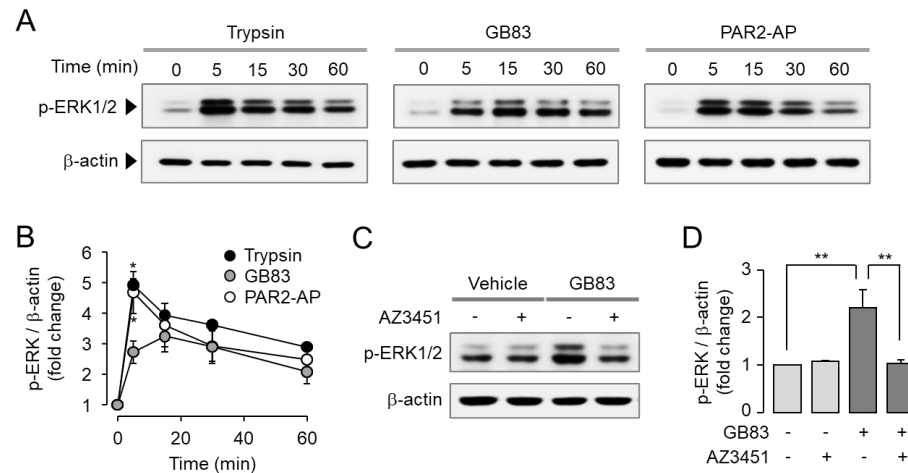 A
Trypsin GB83 PAR2-AP
Time (min) 0 5 15 30 60 0 5 15 30 60 0 5 15 30 60
p-ERK1/2
β-actin
B
p-ERK / β-actin
(fold change)
6
5
4
3
2
1
* 
*
Trypsin
GB83
PAR2-AP
0 20 40 60
Time (min)
C
Vehicle GB83
AZ3451 - + - +
p-ERK1/2
β-actin
D
p-ERK / β-actin
(fold change)
** **
3
2
1
0
GB83 - - + +
AZ3451 - + - +